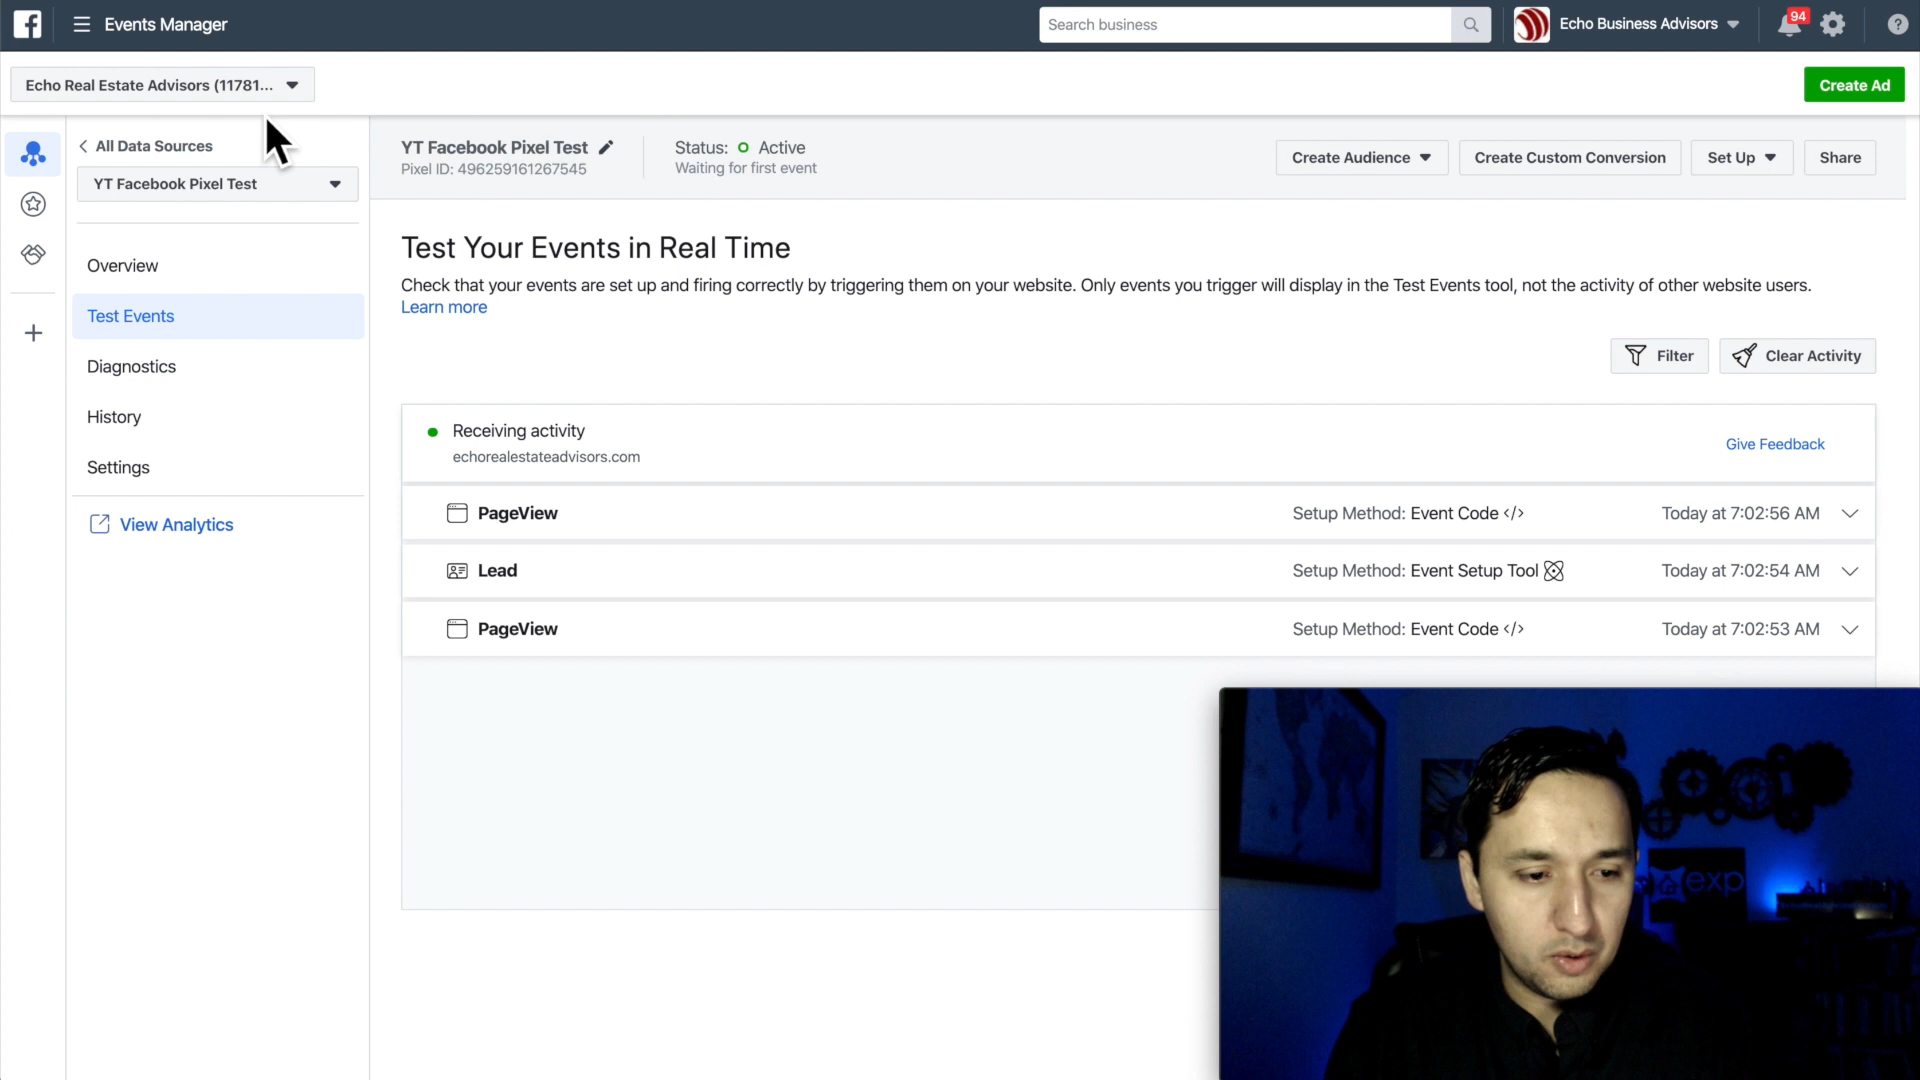 Events Manager
Search business
Echo Business Advisors
94
Echo Real Estate Advisors (11781...
Create Ad
All Data Sources
YT Facebook Pixel Test
Overview
Test Events
Diagnostics
History
Settings
View Analytics
YT Facebook Pixel Test
Pixel ID: 496259161267545
Status: Active
Waiting for first event
Create Audience
Create Custom Conversion
Set Up
Share
Test Your Events in Real Time
Check that your events are set up and firing correctly by triggering them on your website. Only events you trigger will display in the Test Events tool, not the activity of other website users.
Learn more
Filter
Clear Activity
Receiving activity
echorealestateadvisors.com
Give Feedback
PageView Setup Method: Event Code </> Today at 7:02:56 AM
Lead Setup Method: Event Setup Tool Today at 7:02:54 AM
PageView Setup Method: Event Code </> Today at 7:02:53 AM
exp